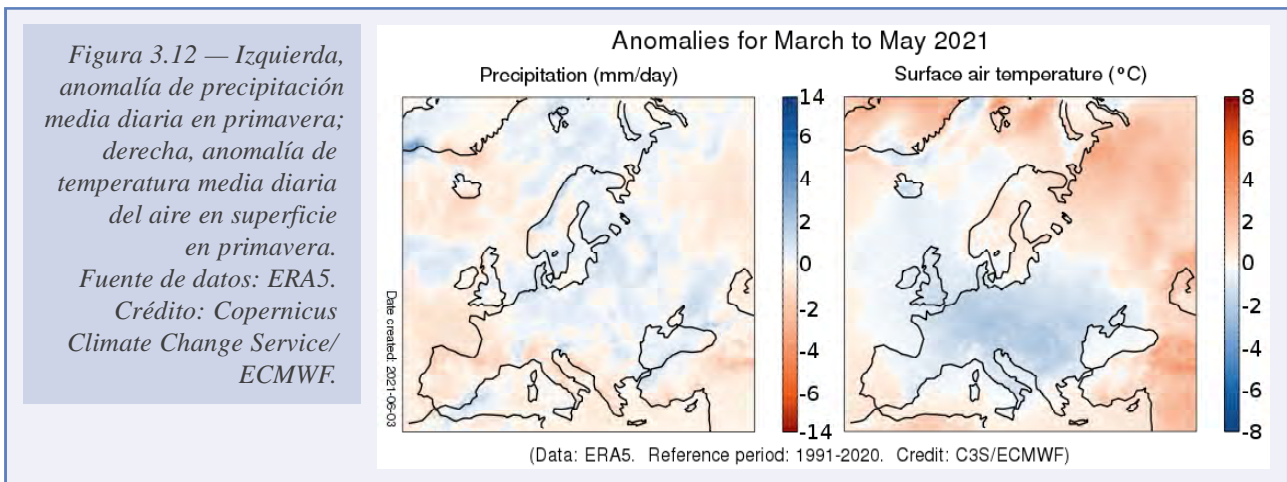 Figura 3.12 — Izquierda,
anomalía de precipitación
media diaria en primavera;
derecha, anomalía de
temperatura media diaria
del aire en superficie
en primavera.
Fuente de datos: ERA5.
Crédito: Copernicus
Climate Change Service/
ECMWF.
Anomalies for March to May 2021
Precipitation (mm/day)
14
6
4
2
0
-2
-4
-6
-14
Surface air temperature (°C)
8
6
4
2
0
-2
-4
-6
-8
Date created: 2021-06-03
(Data: ERA5. Reference period: 1991-2020. Credit: C3S/ECMWF)